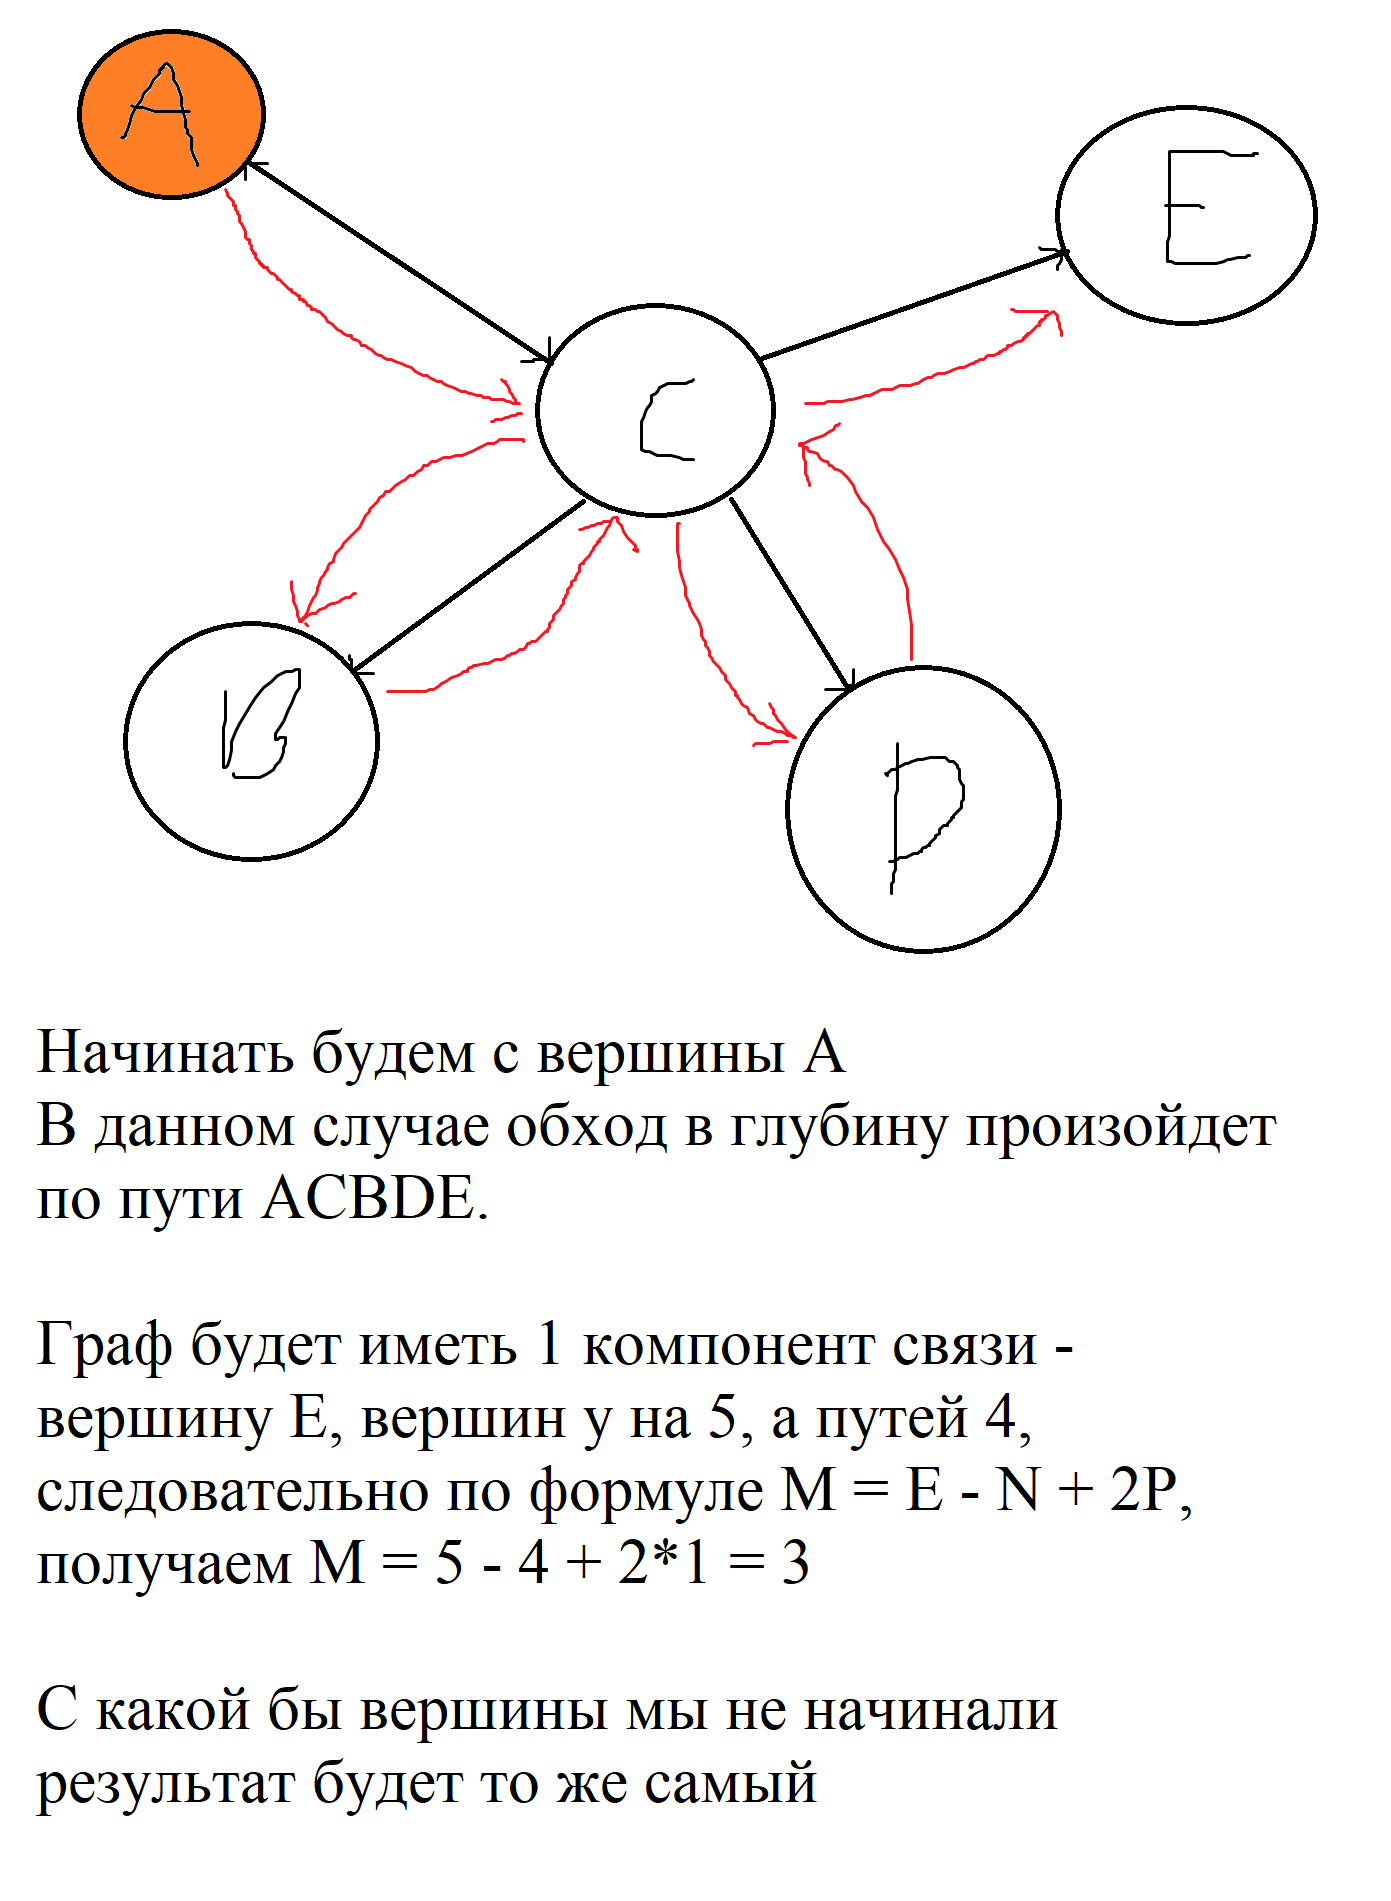 A
E
C
B
D
Начинать будем с вершины А
В данном случае обход в глубину произойдет
по пути ACBDE.
Граф будет иметь 1 компонент связи -
вершину Е, вершин у на 5, а путей 4,
следовательно по формуле M = E - N + 2P,
получаем M = 5 - 4 + 2*1 = 3
С какой бы вершины мы не начинали
результат будет то же самый